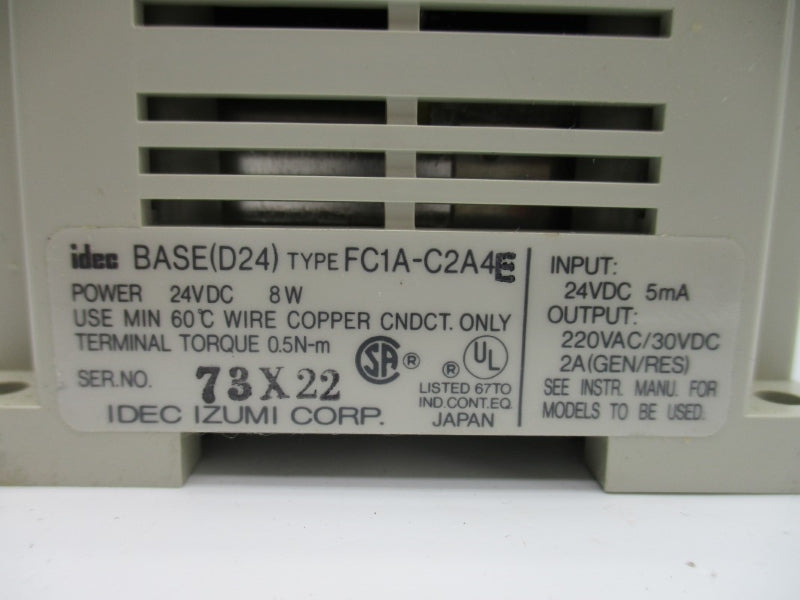 idec BASE(D24) TYPE FC1A-C2A4E
POWER 24VDC 8W
USE MIN 60℃ WIRE COPPER CNDCT. ONLY
TERMINAL TORQUE 0.5N-m
SER.NO. 73X22
IDEC IZUMI CORP.
SA ®
® UL
LISTED 67TO
IND.CONT.EQ.
JAPAN
INPUT:
24VDC 5mA
OUTPUT:
220VAC/30VDC
2A(GEN/RES)
SEE INSTR. MANU. FOR
MODELS TO BE USED.